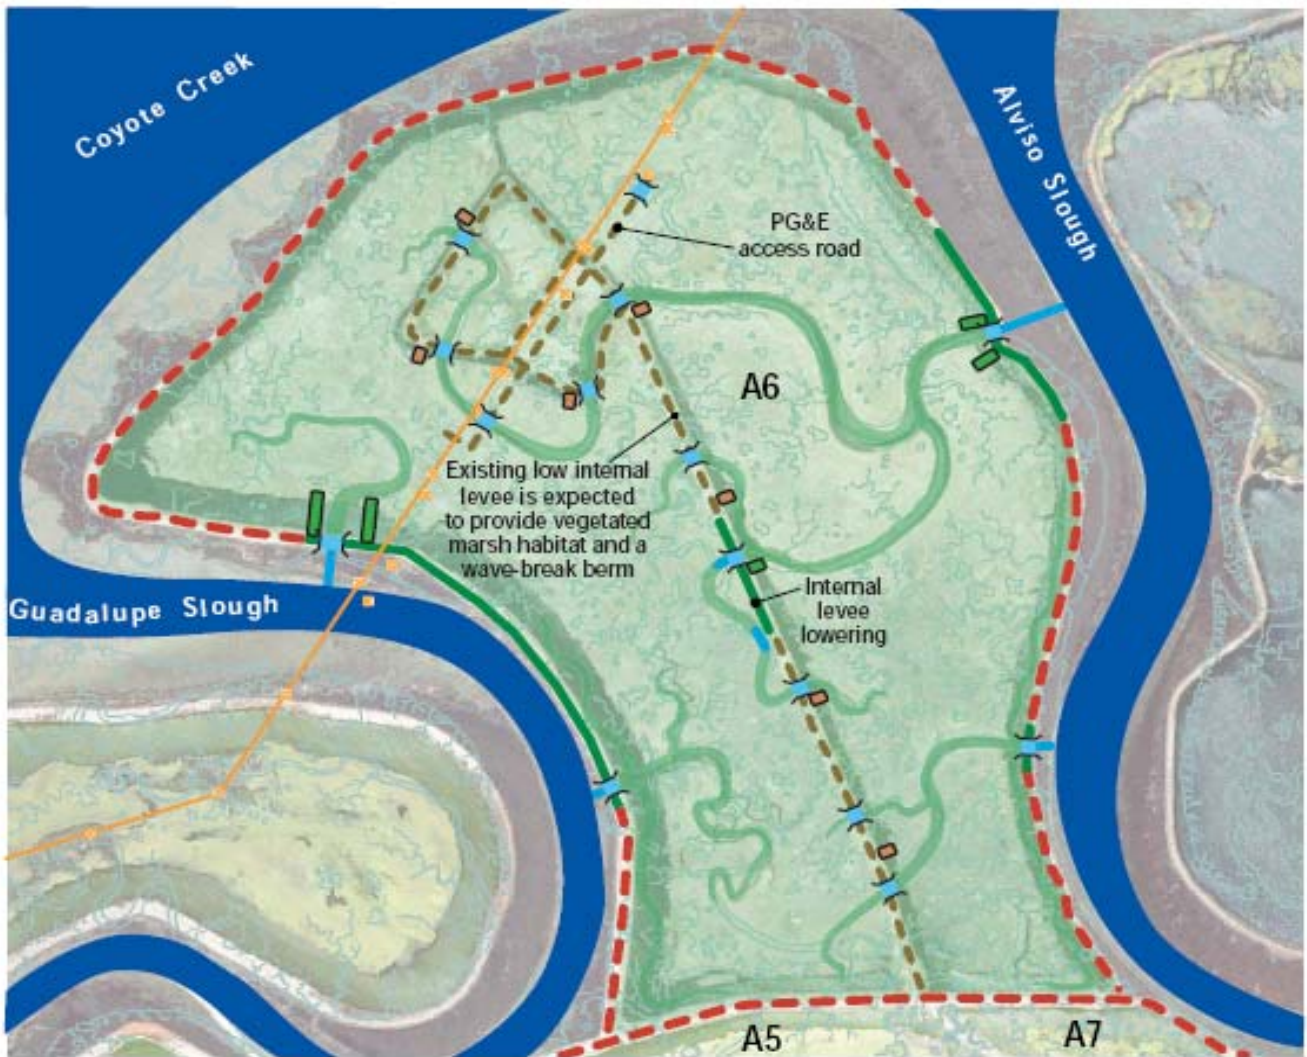 Coyote Creek
Alviso Slough
PG&E
access road
A6
Existing low internal
levee is expected
to provide vegetated
marsh habitat and a
wave-break berm
Internal
levee
lowering
Guadalupe Slough
A5
A7